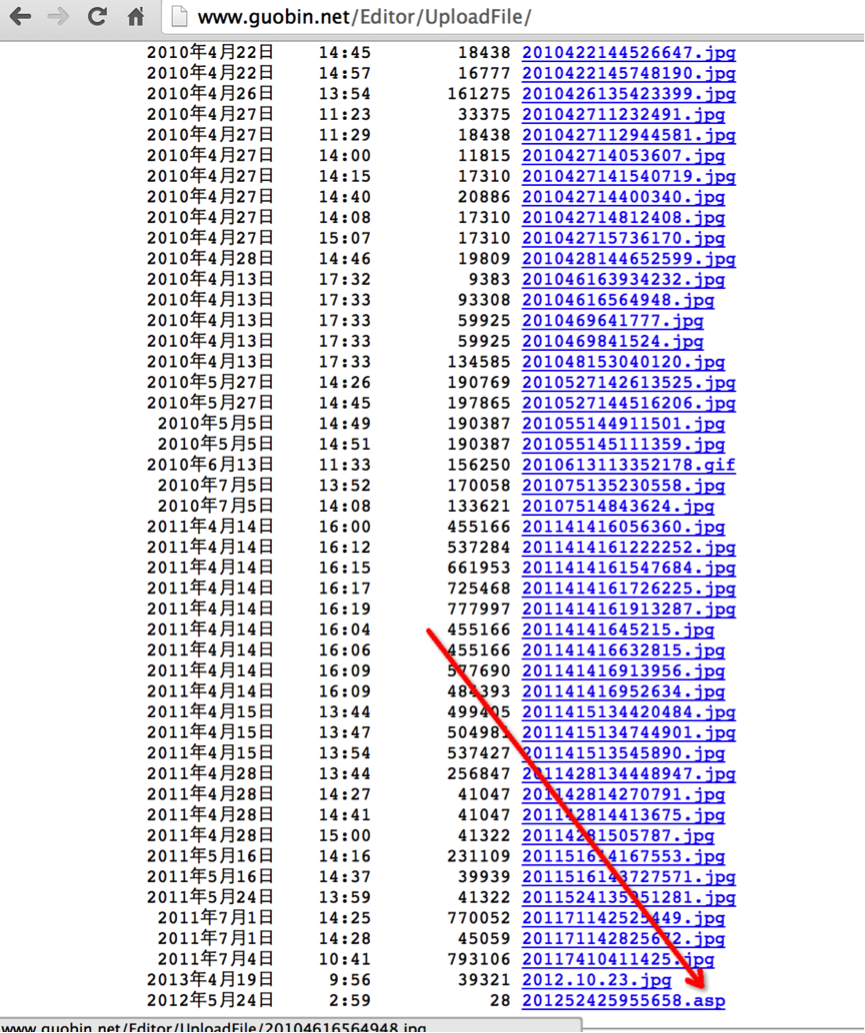 www.guobin.net/Editor/UploadFile/
2010年4月22日 14:45 18438 2010422144526647.jpg
2010年4月22日 14:57 16777 2010422145748190.jpg
2010年4月26日 13:54 161275 2010426135423399.jpg
2010年4月27日 11:23 33375 201042711232491.jpg
2010年4月27日 11:29 18438 2010427112944581.jpg
2010年4月27日 14:00 11815 201042714053607.jpg
2010年4月27日 14:15 17310 2010427141540719.jpg
2010年4月27日 14:40 20886 201042714400340.jpg
2010年4月27日 14:08 17310 201042714812408.jpg
2010年4月27日 15:07 17310 201042715736170.jpg
2010年4月28日 14:46 19809 2010428144652599.jpg
2010年4月13日 17:32 9383 201046163934232.jpg
2010年4月13日 17:33 93308 20104616564948.jpg
2010年4月13日 17:33 59925 2010469641777.jpg
2010年4月13日 17:33 59925 2010469841524.jpg
2010年4月13日 17:33 134585 201048153040120.jpg
2010年5月27日 14:26 190769 2010527142613525.jpg
2010年5月27日 14:45 197865 2010527144516206.jpg
2010年5月5日 14:49 190387 201055144911501.jpg
2010年5月5日 14:51 190387 201055145111359.jpg
2010年6月13日 11:33 156250 2010613113352178.gif
2010年7月5日 13:52 170058 201075135230558.jpg
2010年7月5日 14:08 133621 20107514843624.jpg
2011年4月14日 16:00 455166 201141416056360.jpg
2011年4月14日 16:12 537284 2011414161222252.jpg
2011年4月14日 16:15 661953 2011414161547684.jpg
2011年4月14日 16:17 725468 2011414161726225.jpg
2011年4月14日 16:19 777997 2011414161913287.jpg
2011年4月14日 16:04 455166 20114141645215.jpg
2011年4月14日 16:06 455166 201141416632815.jpg
2011年4月14日 16:09 577690 201141416913956.jpg
2011年4月14日 16:09 484393 201141416952634.jpg
2011年4月15日 13:44 499405 2011415134420484.jpg
2011年4月15日 13:47 504981 2011415134744901.jpg
2011年4月15日 13:54 537427 201141513545890.jpg
2011年4月28日 13:44 256847 2011428134448947.jpg
2011年4月28日 14:27 41047 201142814270791.jpg
2011年4月28日 14:41 41047 201142814413675.jpg
2011年4月28日 15:00 41322 20114281505787.jpg
2011年5月16日 14:16 231109 201151614167553.jpg
2011年5月16日 14:37 39939 2011516143727571.jpg
2011年5月24日 13:59 41322 2011524135951281.jpg
2011年7月1日 14:25 770052 201171142525449.jpg
2011年7月1日 14:28 45059 201171142825672.jpg
2011年7月4日 10:41 793106 20117410411425.jpg
2013年4月19日 9:56 39321 2012.10.23.jpg
2012年5月24日 2:59 28 201252425955658.asp
www.guobin.net/Editor/UploadFile/20104616564948.jpg